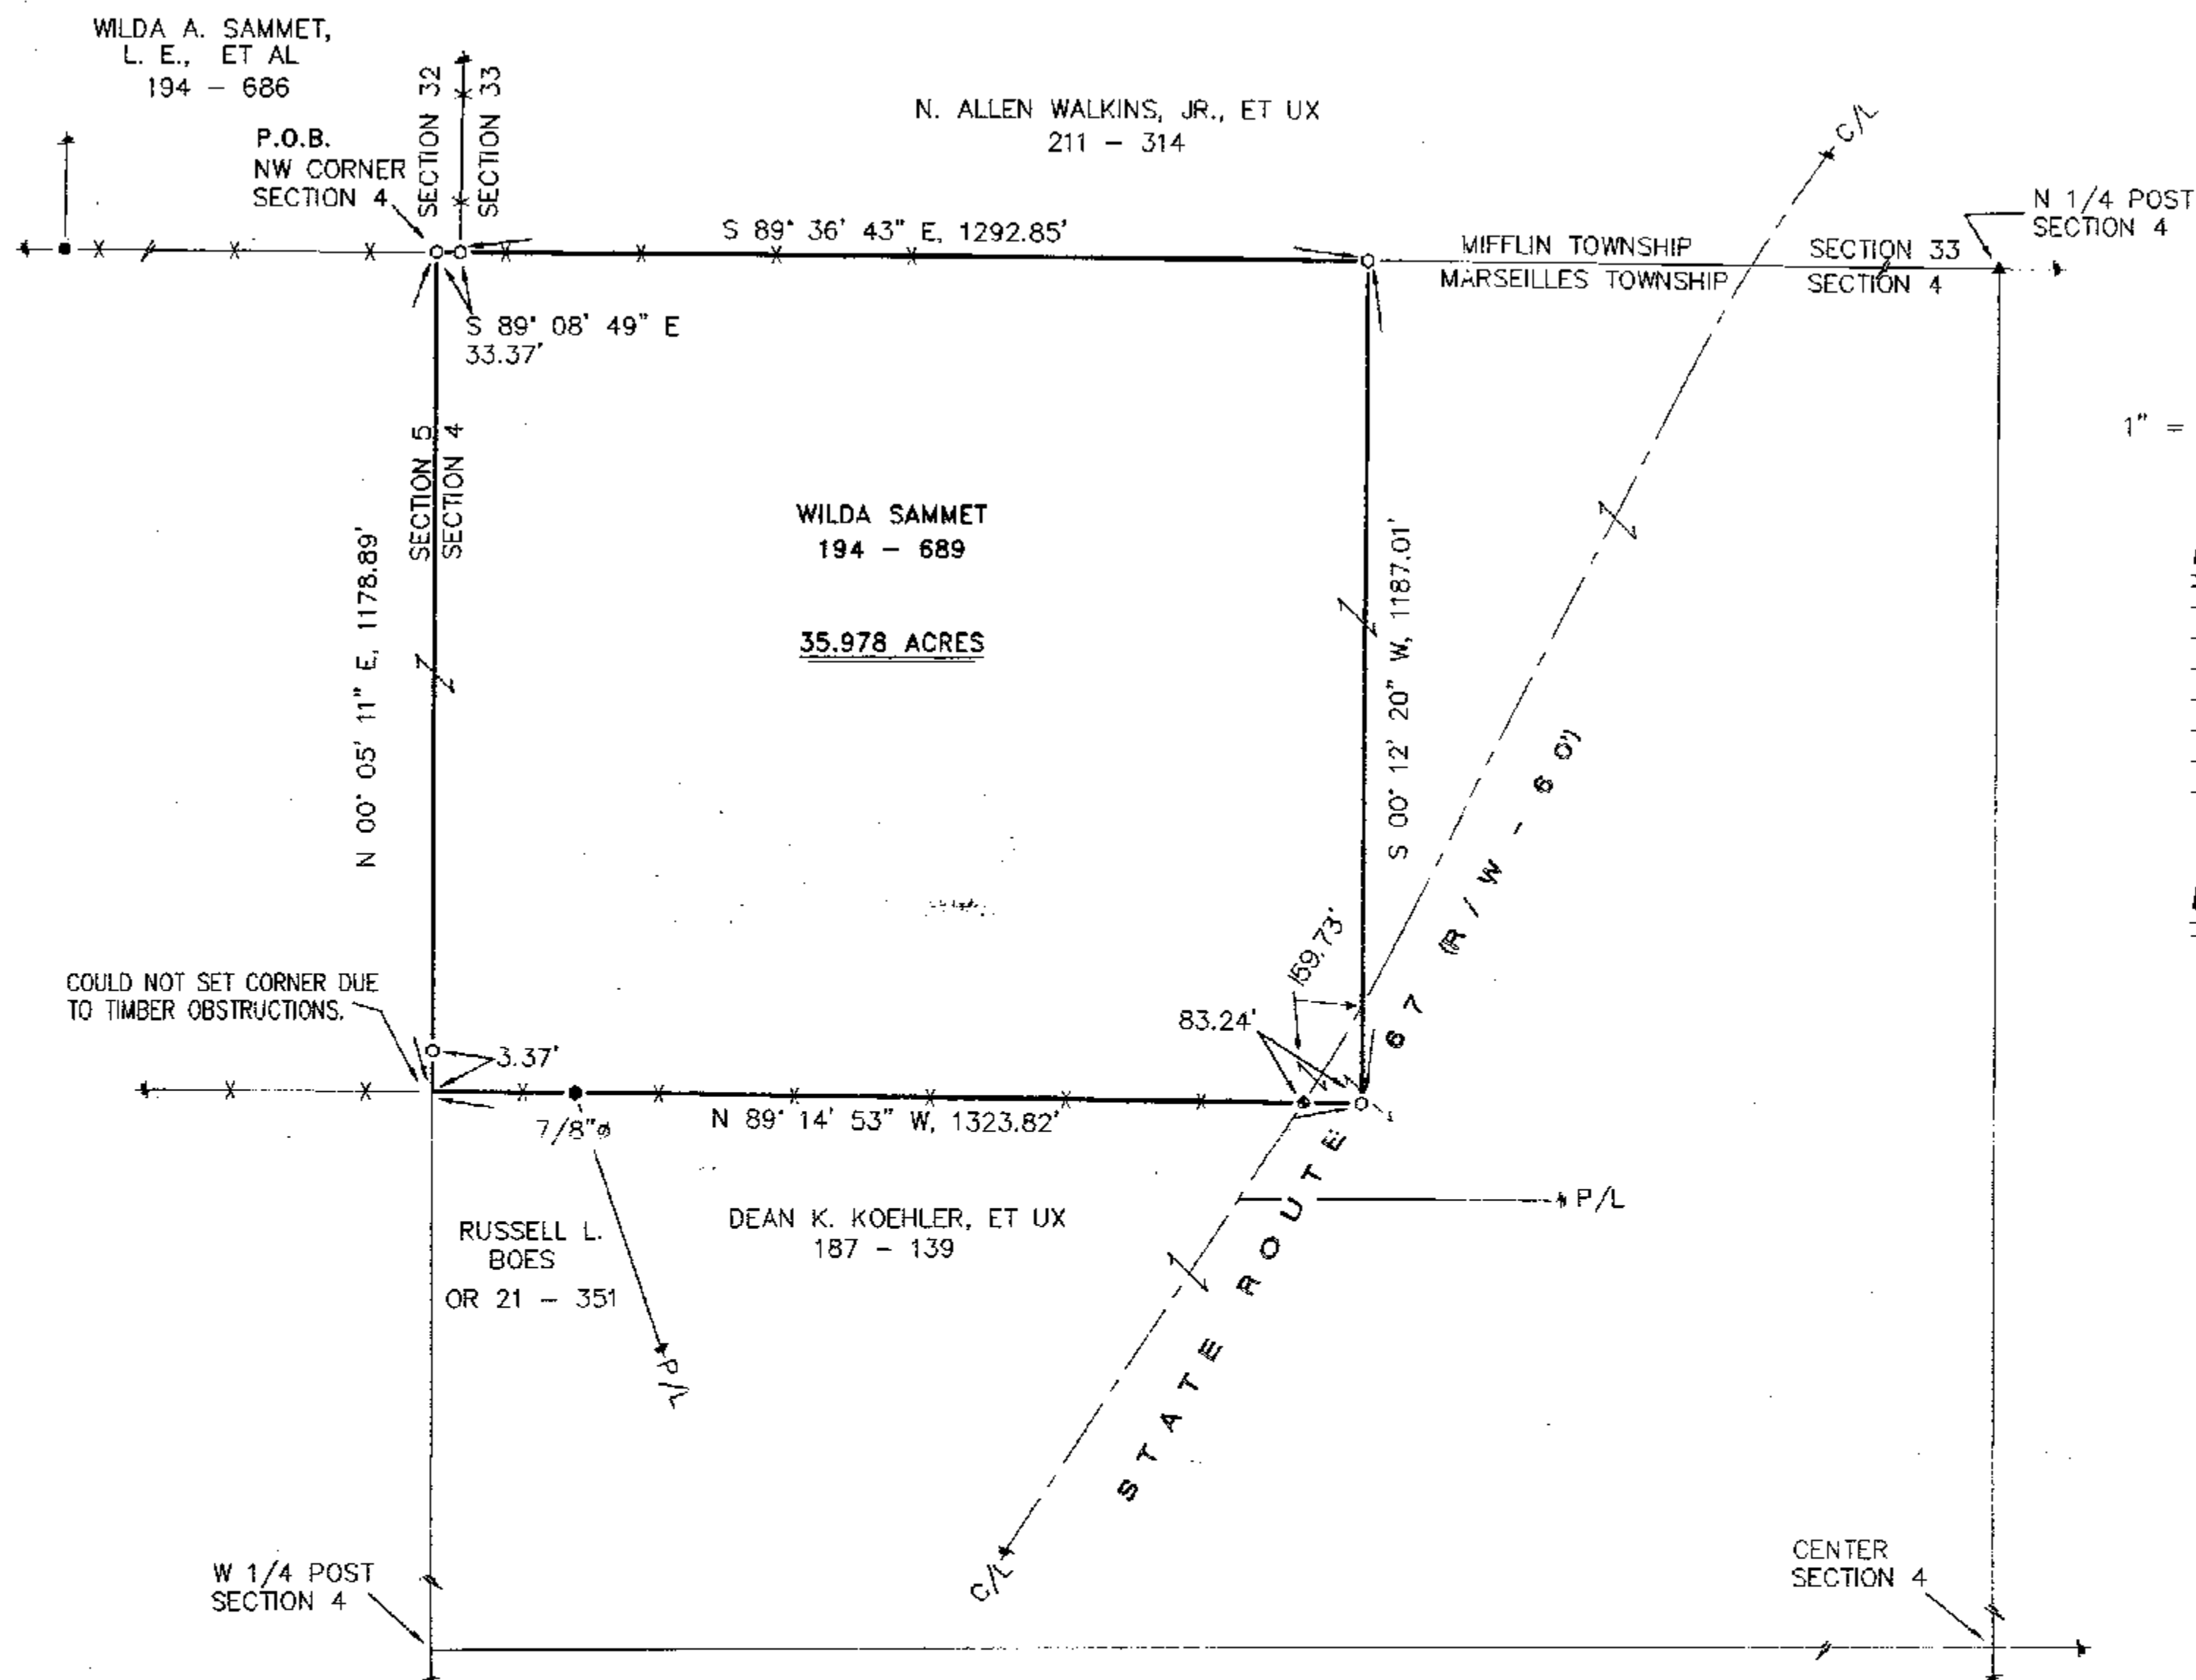 WILDA A. SAMMET,
L. E., ET AL
194 - 686
SECTION 32
SECTION 33
N. ALLEN WALKINS, JR., ET UX
211 - 314
C/L
P.O.B.
NW CORNER
SECTION 4
N 1/4 POST
SECTION 4
S 89° 36' 43" E, 1292.85'
MIFFLIN TOWNSHIP
SECTION 33
MARSEILLES TOWNSHIP
SECTION 4
S 89° 08' 49" E
33.37'
1" =
SECTION 5
SECTION 4
N 00° 05' 11" E, 1178.89'
WILDA SAMMET
194 - 689
35.978 ACRES
S 00° 12' 20" W, 1187.01'
COULD NOT SET CORNER DUE
TO TIMBER OBSTRUCTIONS.
3.37'
83.24'
169.73'
7/8"ø
N 89° 14' 53" W, 1323.82'
STATE ROUTE 67 (R/W - 60')
P/L
RUSSELL L.
BOES
OR 21 - 351
DEAN K. KOEHLER, ET UX
187 - 139
P/L
C/L
W 1/4 POST
SECTION 4
CENTER
SECTION 4